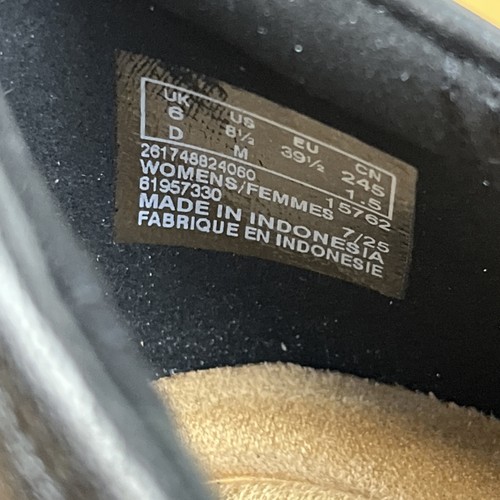 UK US EU CN
6 8½ 39½ 245
D M 1.5
261748824060 15762
WOMENS/FEMMES
61957330 7/25
MADE IN INDONESIA
FABRIQUE EN INDONESIE